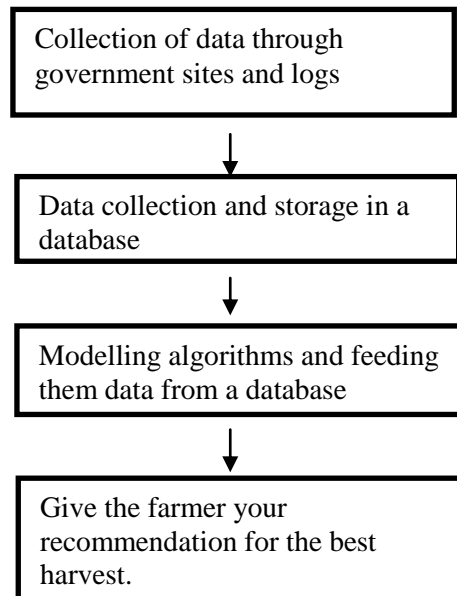 Collection of data through
government sites and logs
Data collection and storage in a
database
Modelling algorithms and feeding
them data from a database
Give the farmer your
recommendation for the best
harvest.